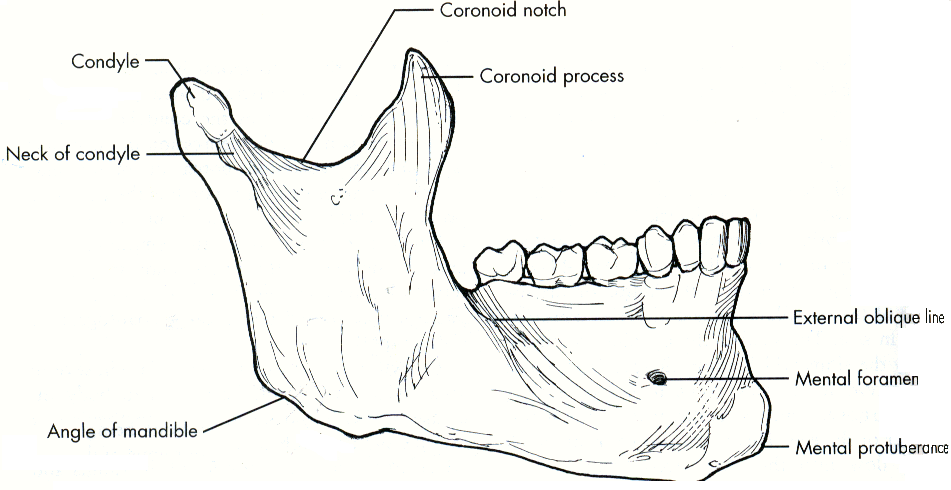 Coronoid notch
Condyle
Coronoid process
Neck of condyle
External oblique line
Mental foramen
Angle of mandible
Mental protuberance